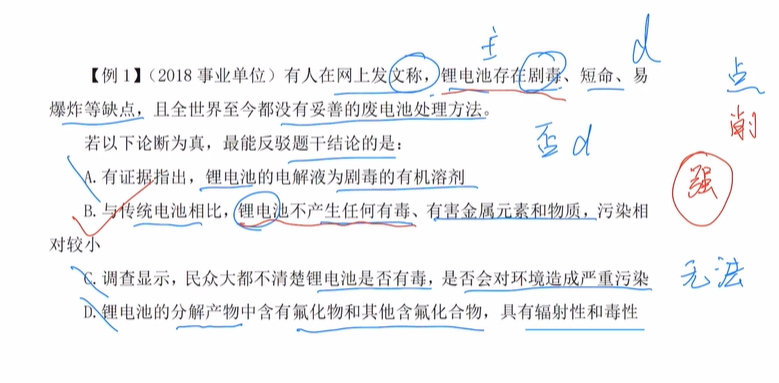 主 d
【例 1】（2018 事业单位）有人在网上发文称，锂电池存在剧毒、短命、易
点
爆炸等缺点，且全世界至今都没有妥善的废电池处理方法。
削
若以下论断为真，最能反驳题干结论的是：
否 d
A. 有证据指出，锂电池的电解液为剧毒的有机溶剂
强
B. 与传统电池相比，锂电池不产生任何有毒、有害金属元素和物质，污染相
对较小
C. 调查显示，民众大都不清楚锂电池是否有毒，是否会对环境造成严重污染
无法
D. 锂电池的分解产物中含有氟化物和其他含氟化合物，具有辐射性和毒性